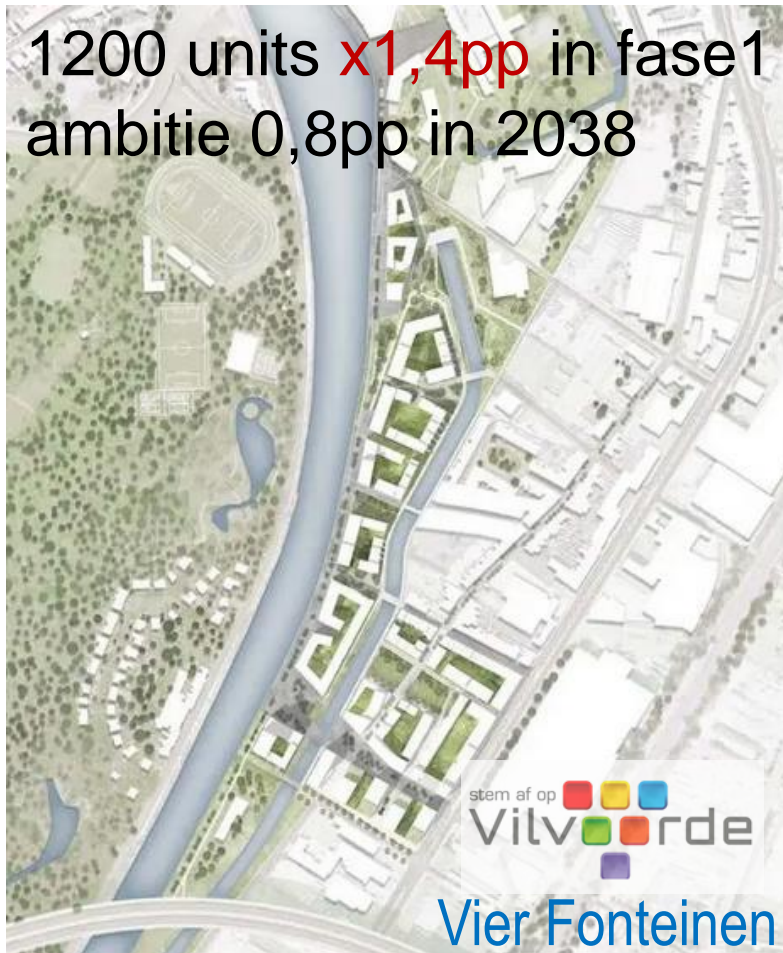 1200 units x1,4pp in fase1
ambitie 0,8pp in 2038
stem af op
Vilvoorde
Vier Fonteinen